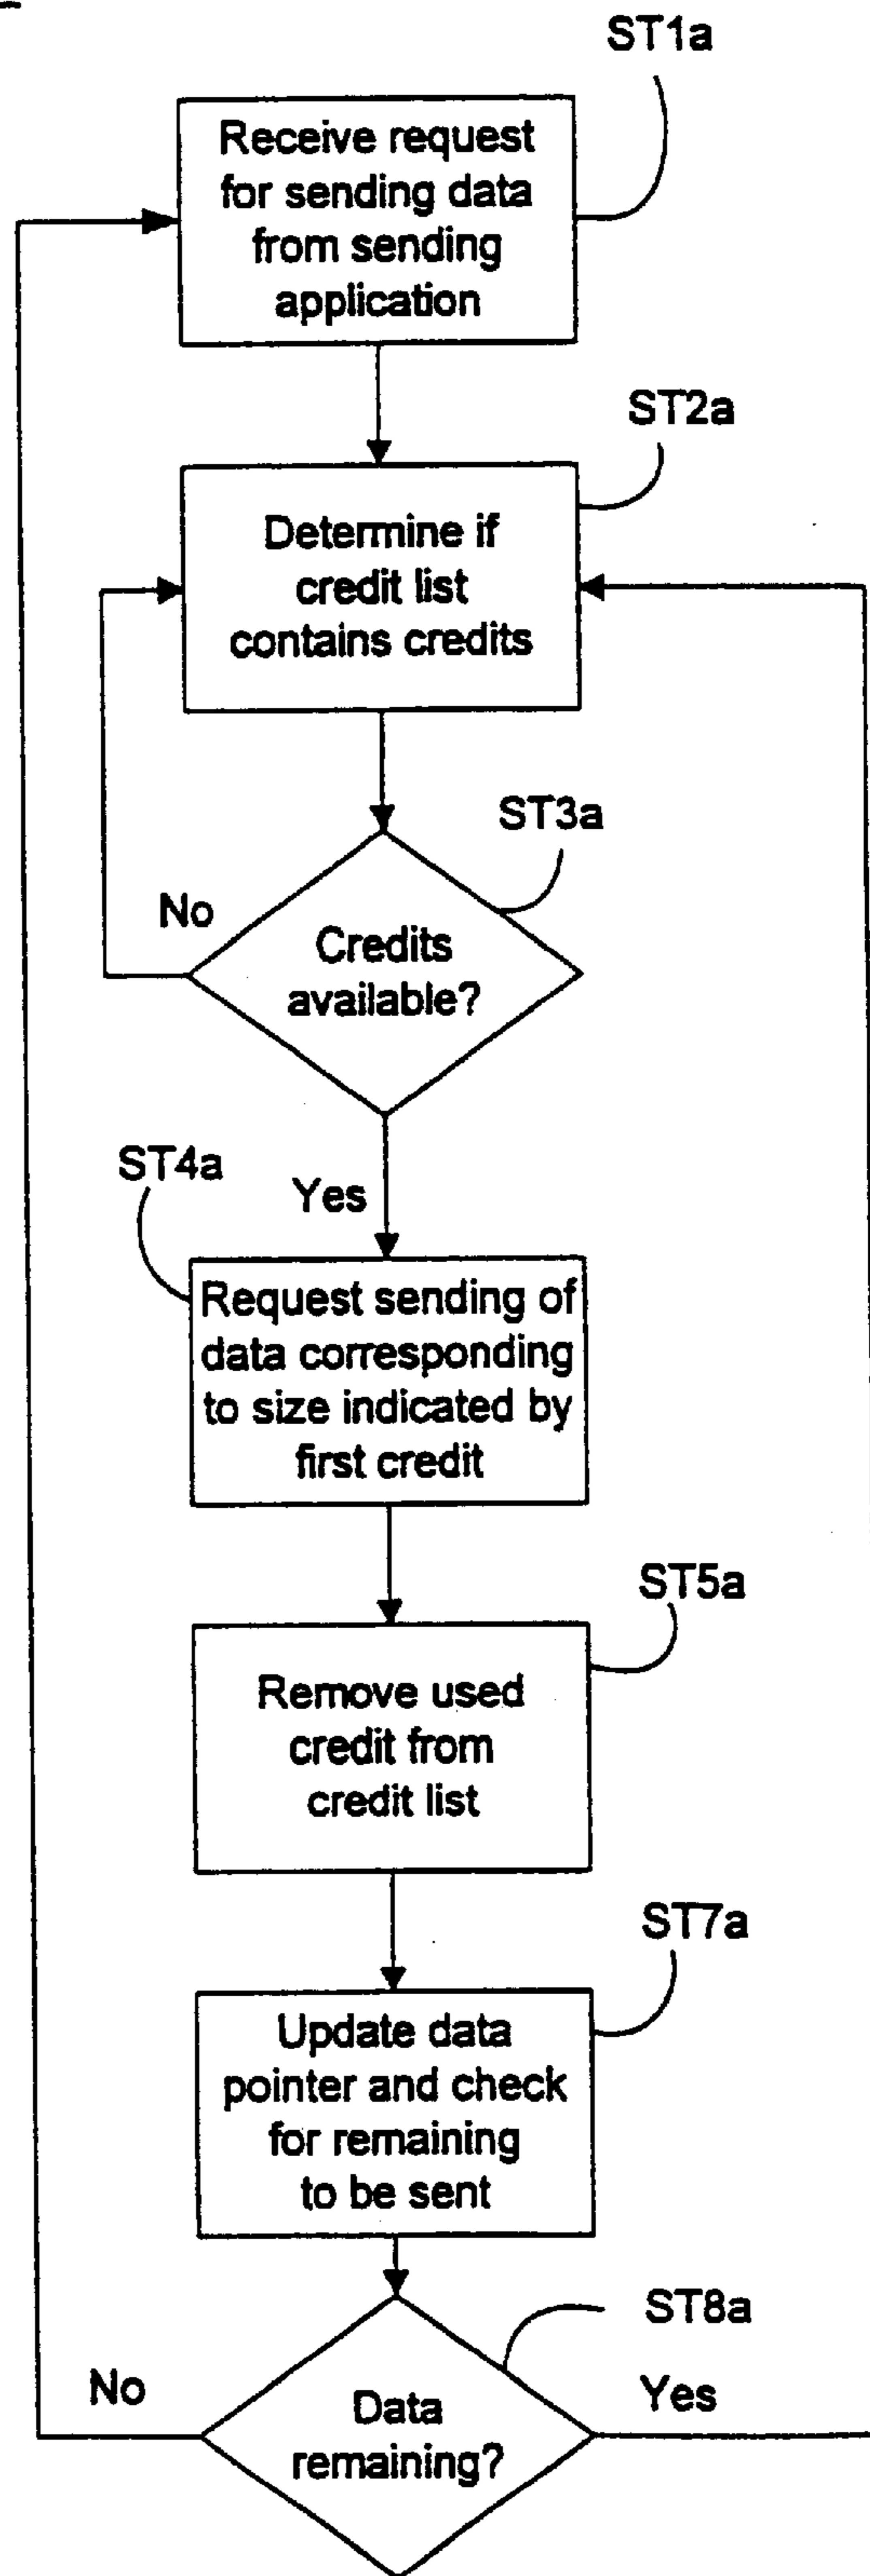 ST1a
Receive request
for sending data
from sending
application
ST2a
Determine if
credit list
contains credits
ST3a
No
Credits
available?
ST4a
Yes
Request sending of
data corresponding
to size indicated by
first credit
ST5a
Remove used
credit from
credit list
ST7a
Update data
pointer and check
for remaining
to be sent
ST8a
No
Yes
Data
remaining?